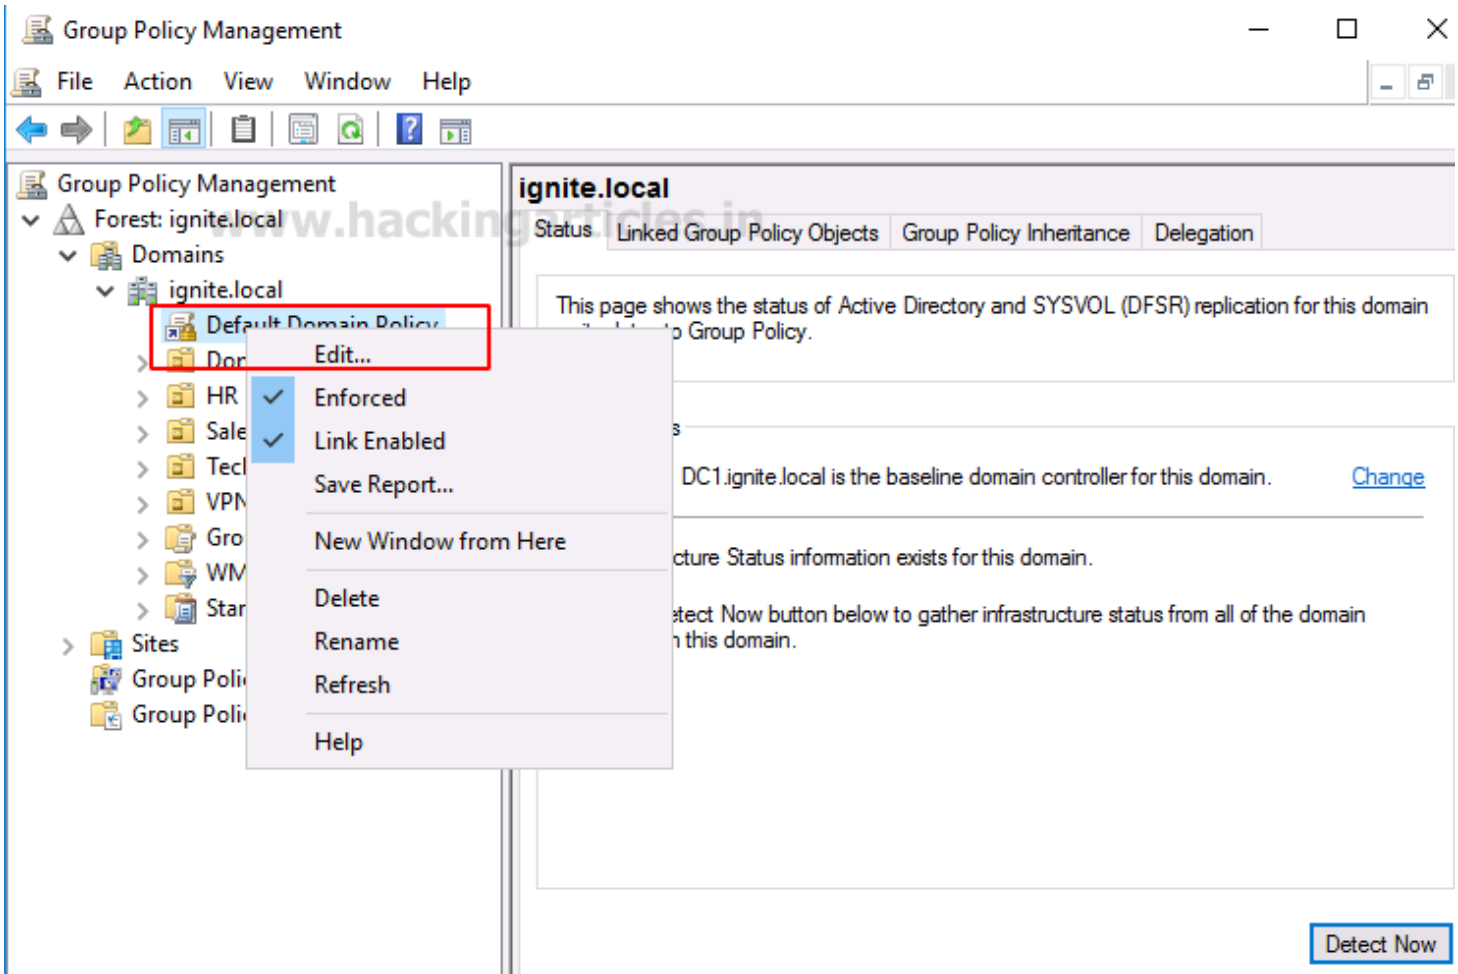 Group Policy Management
File Action View Window Help
Group Policy Management
Forest: ignite.local
Domains
ignite.local
Default Domain Policy
HR
Edit...
Enforced
Link Enabled
Save Report...
New Window from Here
Delete
Rename
Refresh
Help
Sites
Group
Group
www.hackingarticles.in
ignite.local
Status Linked Group Policy Objects Group Policy Inheritance Delegation
This page shows the status of Active Directory and SYSVOL (DFSR) replication for this domain
Group Policy.
DC1.ignite.local is the baseline domain controller for this domain.
Change
Status information exists for this domain.
Now button below to gather infrastructure status from all of the domain
this domain.
Detect Now